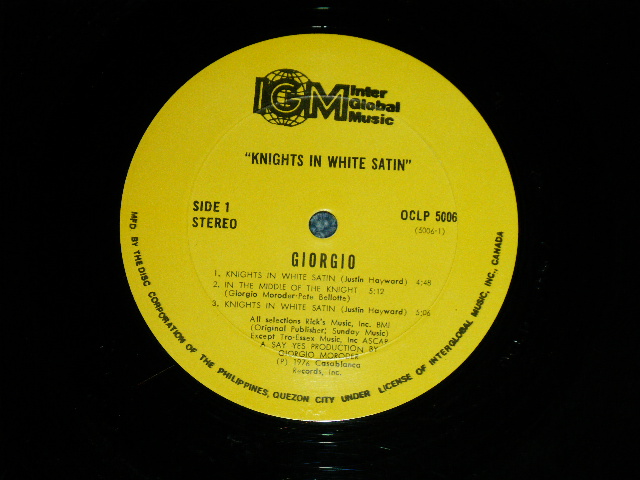 IGM Inter
Global
Music
"KNIGHTS IN WHITE SATIN"
SIDE 1
STEREO
OCLP 5006
(5006-1)
GIORGIO
1. KNIGHTS IN WHITE SATIN (Justin Hayward) 4:48
2. IN THE MIDDLE OF THE KNIGHT 5:12
(Giorgio Moroder-Pete Bellotte)
3. KNIGHTS IN WHITE SATIN (Justin Hayward) 5:06
All selections Rick's Music, Inc. BMI
(Original Publisher; Sunday Music)
Except Tro-Essex Music, Inc ASCAP
A SAY YES PRODUCTION BY
GIORGIO MORODER
(P) 1976 Casablanca
Records, Inc.
MFD BY THE DISC CORPORATION OF THE PHILIPPINES, QUEZON CITY UNDER LICENSE OF INTERGLOBAL MUSIC, INC., CANADA